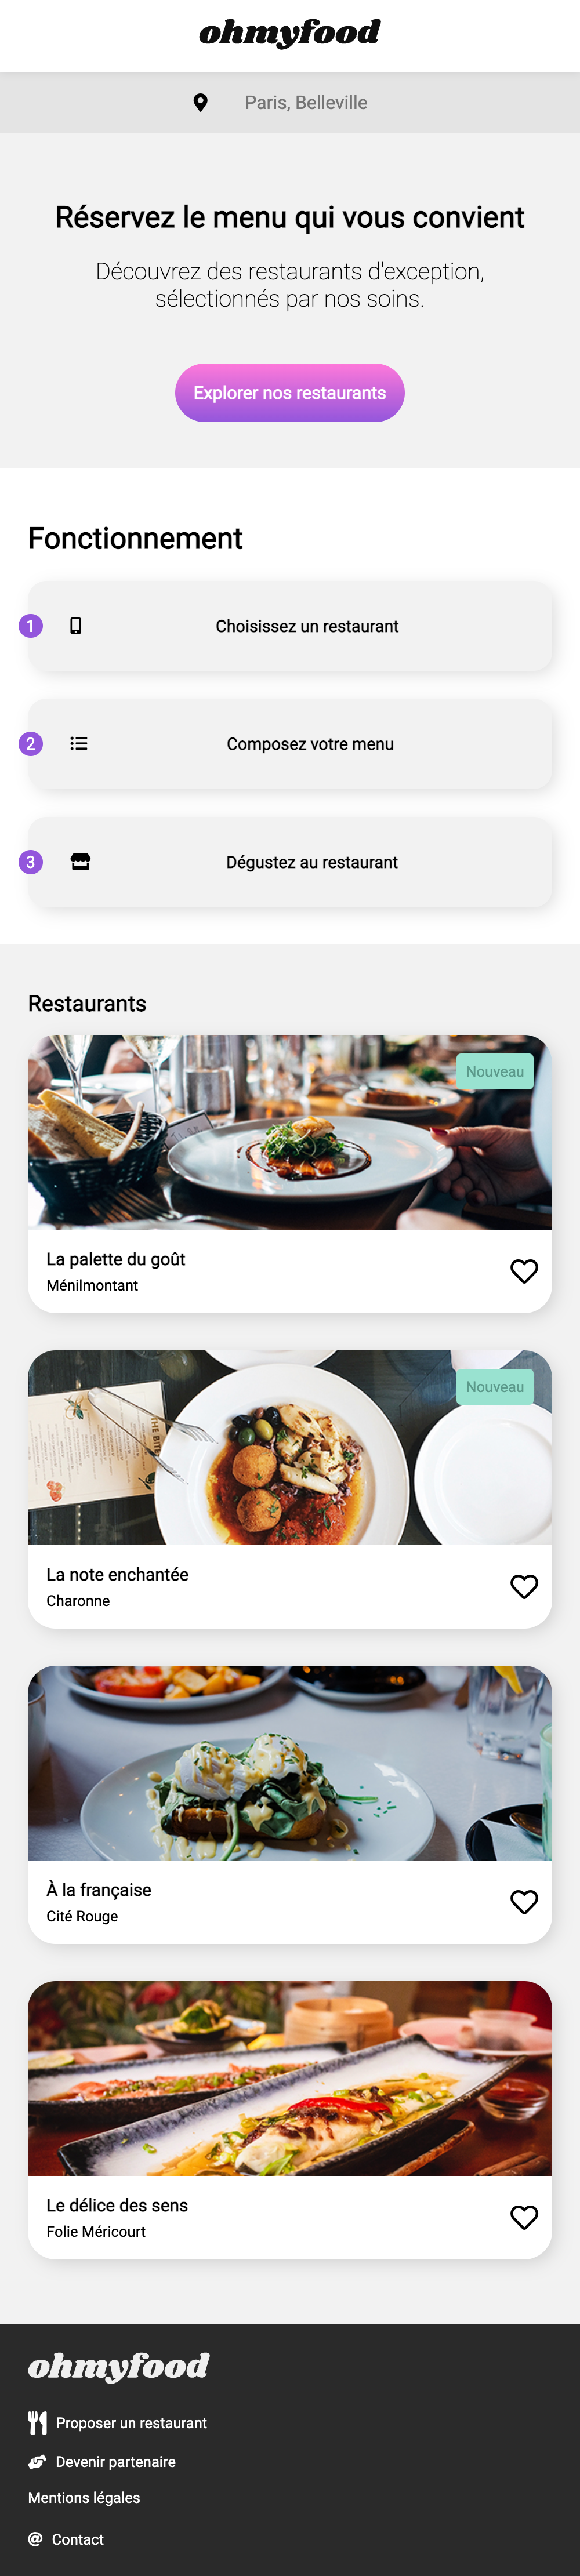 ohmyfood
Paris, Belleville
Réservez le menu qui vous convient
Découvrez des restaurants d'exception,
sélectionnés par nos soins.
Explorer nos restaurants
Fonctionnement
1
Choisissez un restaurant
2
Composez votre menu
3
Dégustez au restaurant
Restaurants
Nouveau
La palette du goût
Ménilmontant
Nouveau
THE BITE
La note enchantée
Charonne
À la française
Cité Rouge
Le délice des sens
Folie Méricourt
ohmyfood
Proposer un restaurant
Devenir partenaire
Mentions légales
Contact